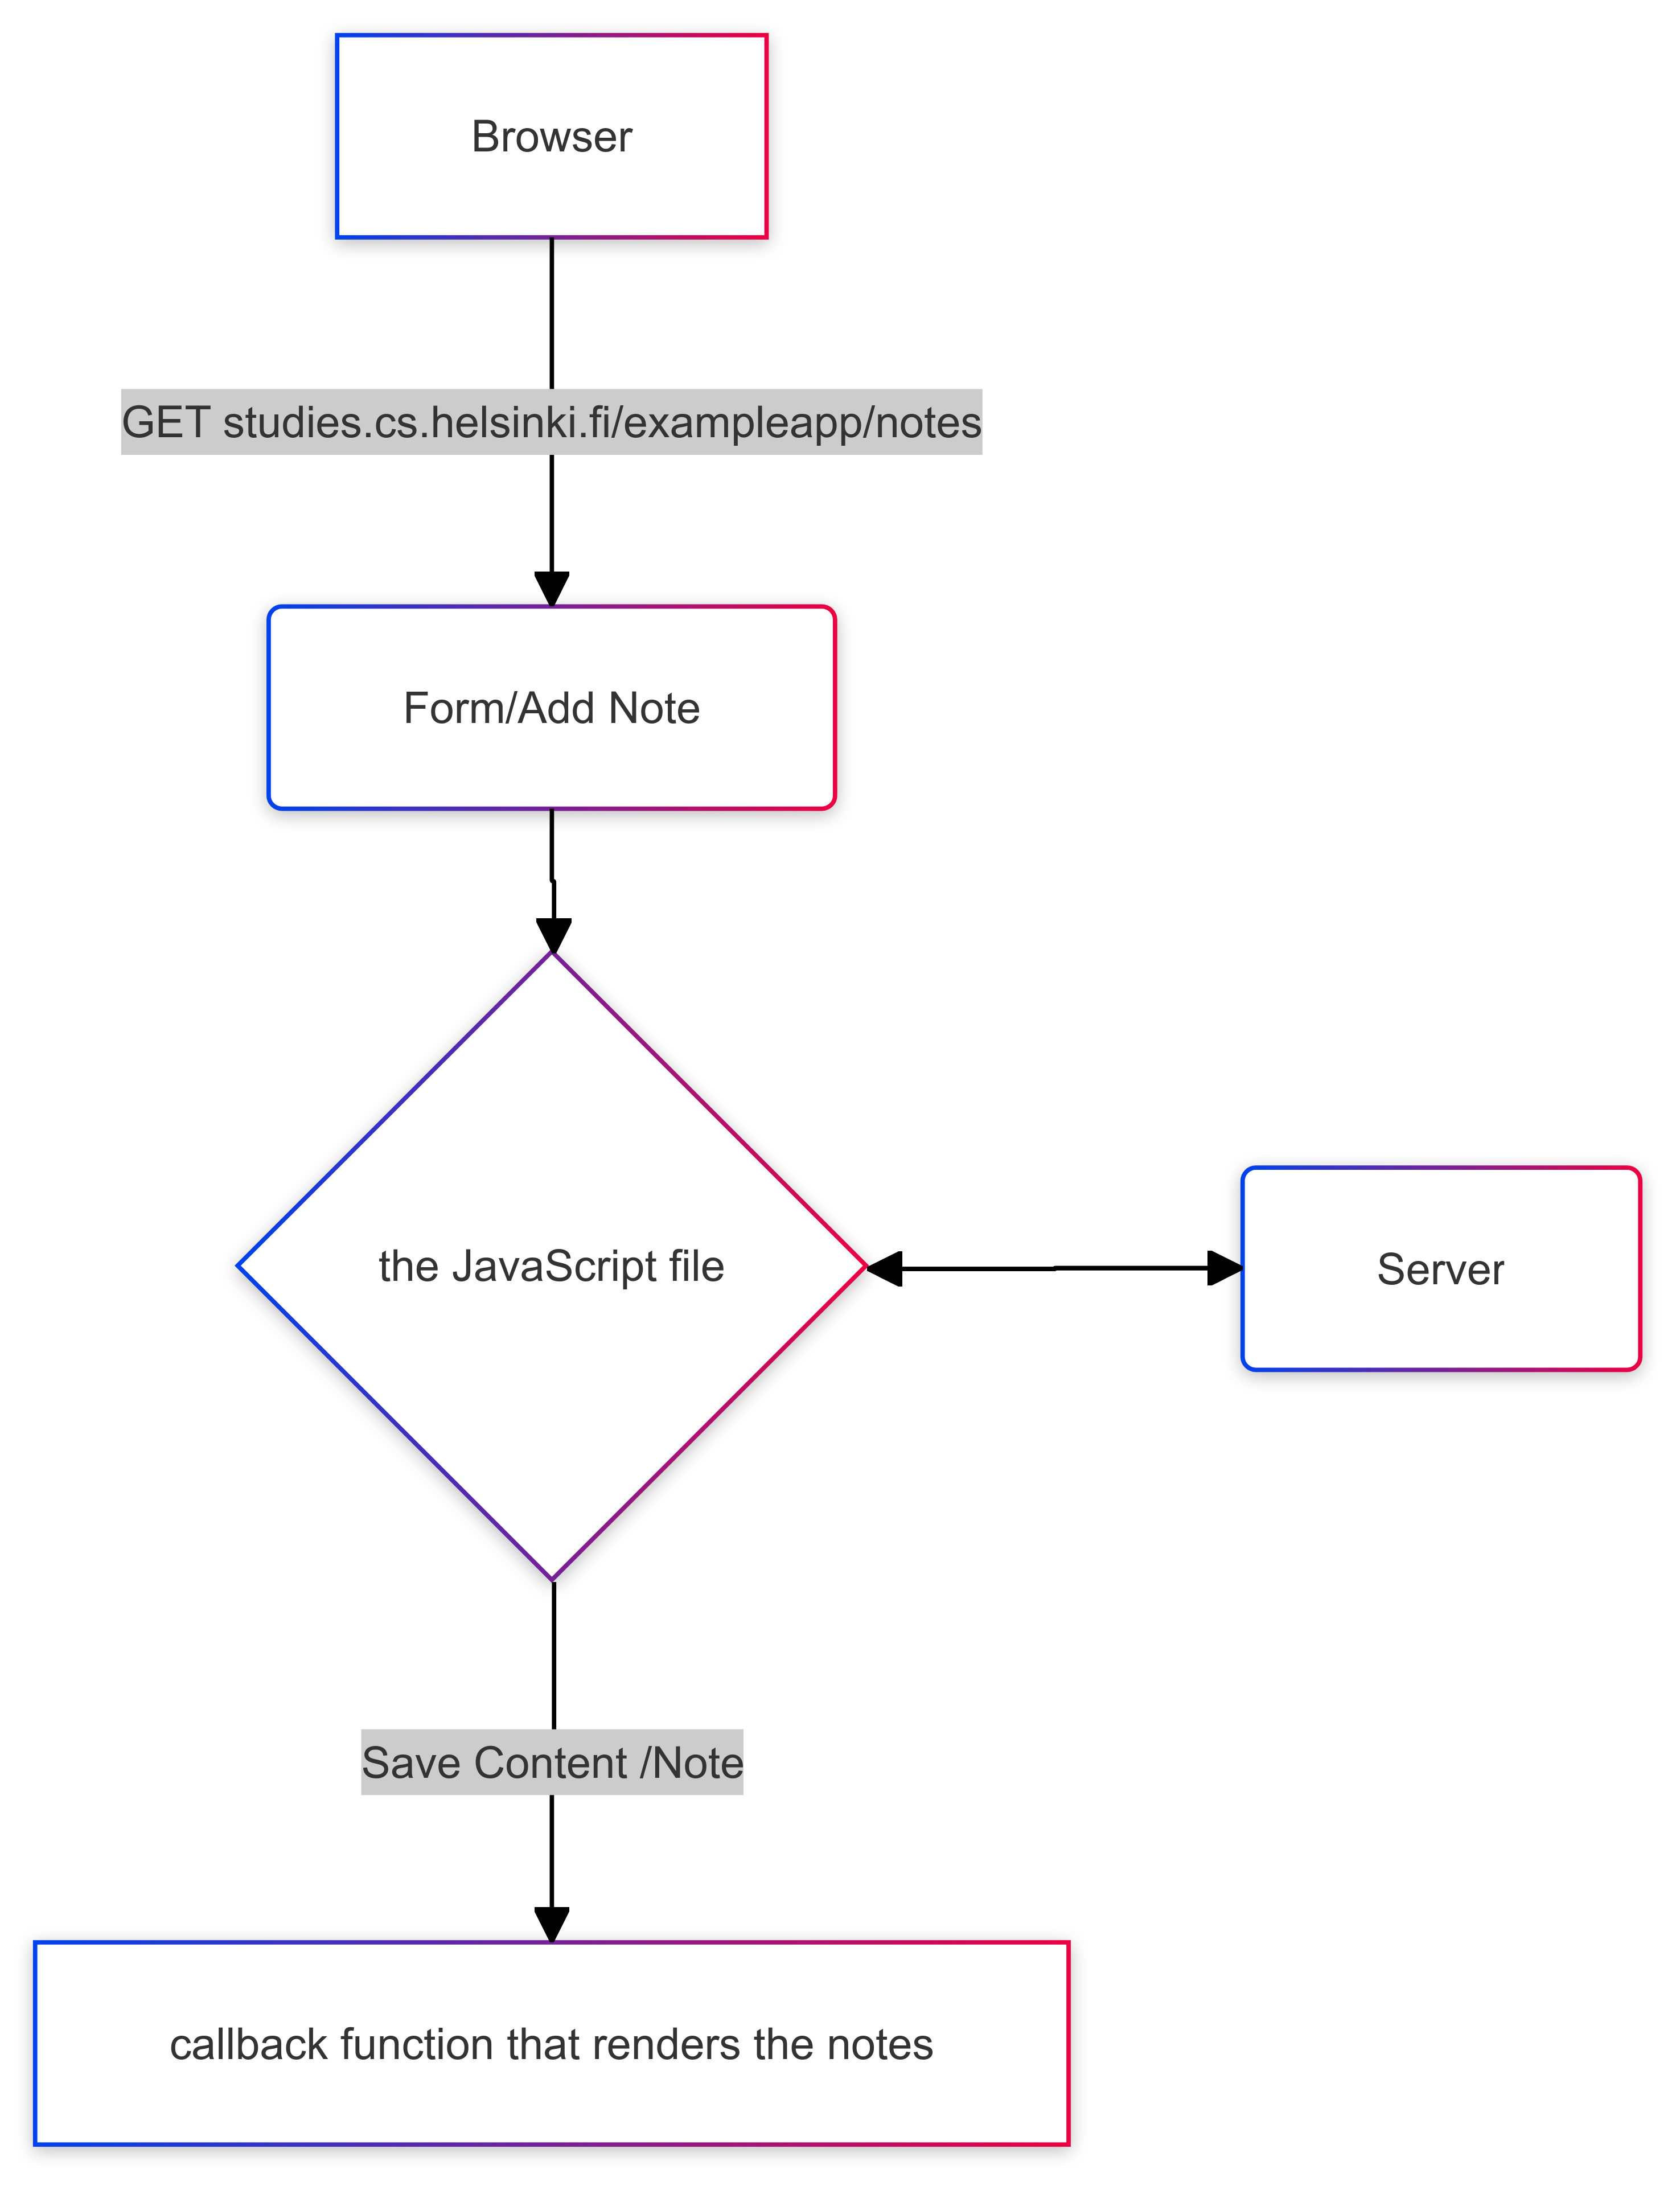 Browser
GET studies.cs.helsinki.fi/exampleapp/notes
Form/Add Note
the JavaScript file
Server
Save Content /Note
callback function that renders the notes